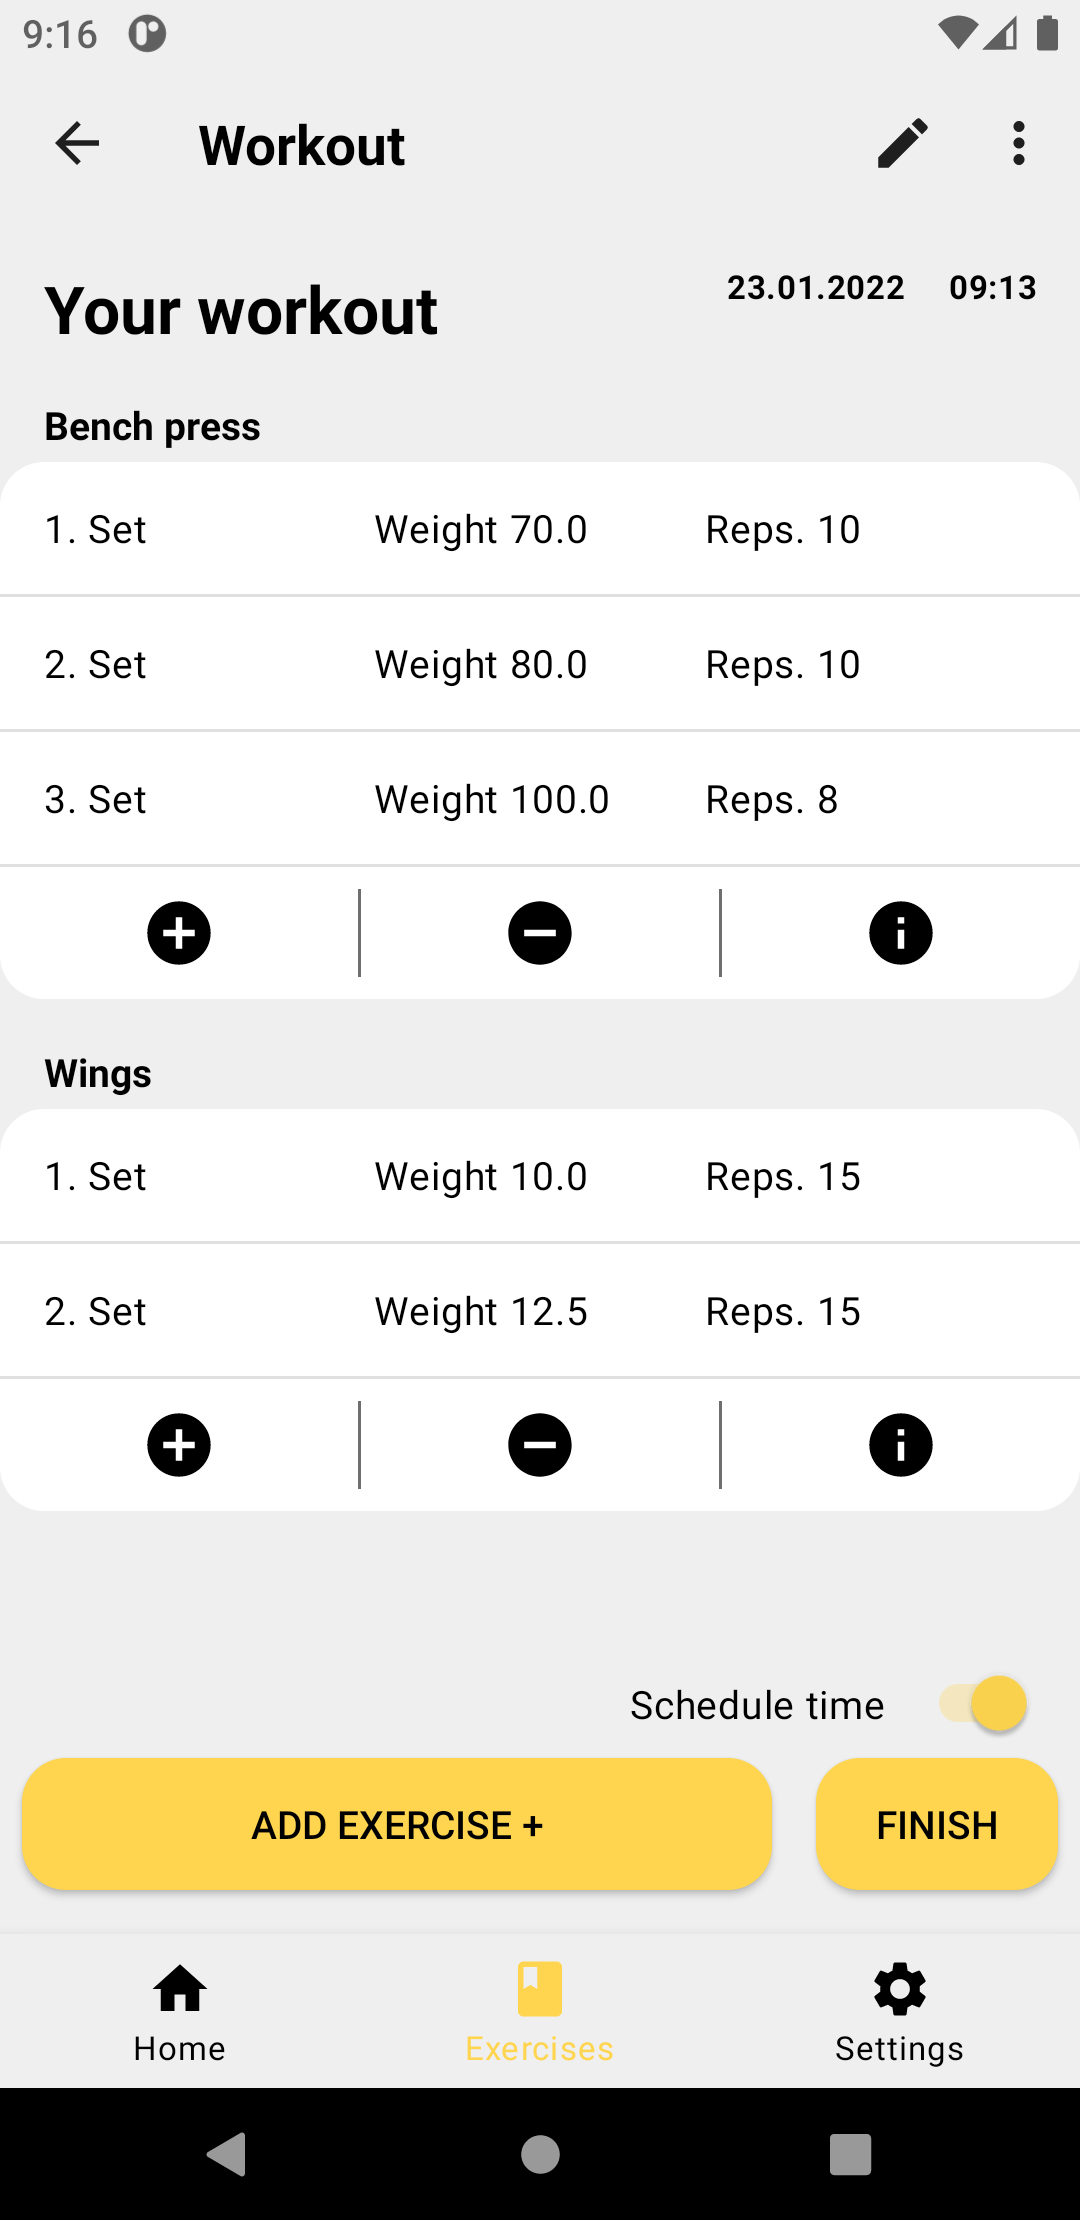 9:16
Workout
Your workout
23.01.2022 09:13
Bench press
1. Set Weight 70.0 Reps. 10
2. Set Weight 80.0 Reps. 10
3. Set Weight 100.0 Reps. 8
Wings
1. Set Weight 10.0 Reps. 15
2. Set Weight 12.5 Reps. 15
Schedule time
ADD EXERCISE + FINISH
Home Exercises Settings